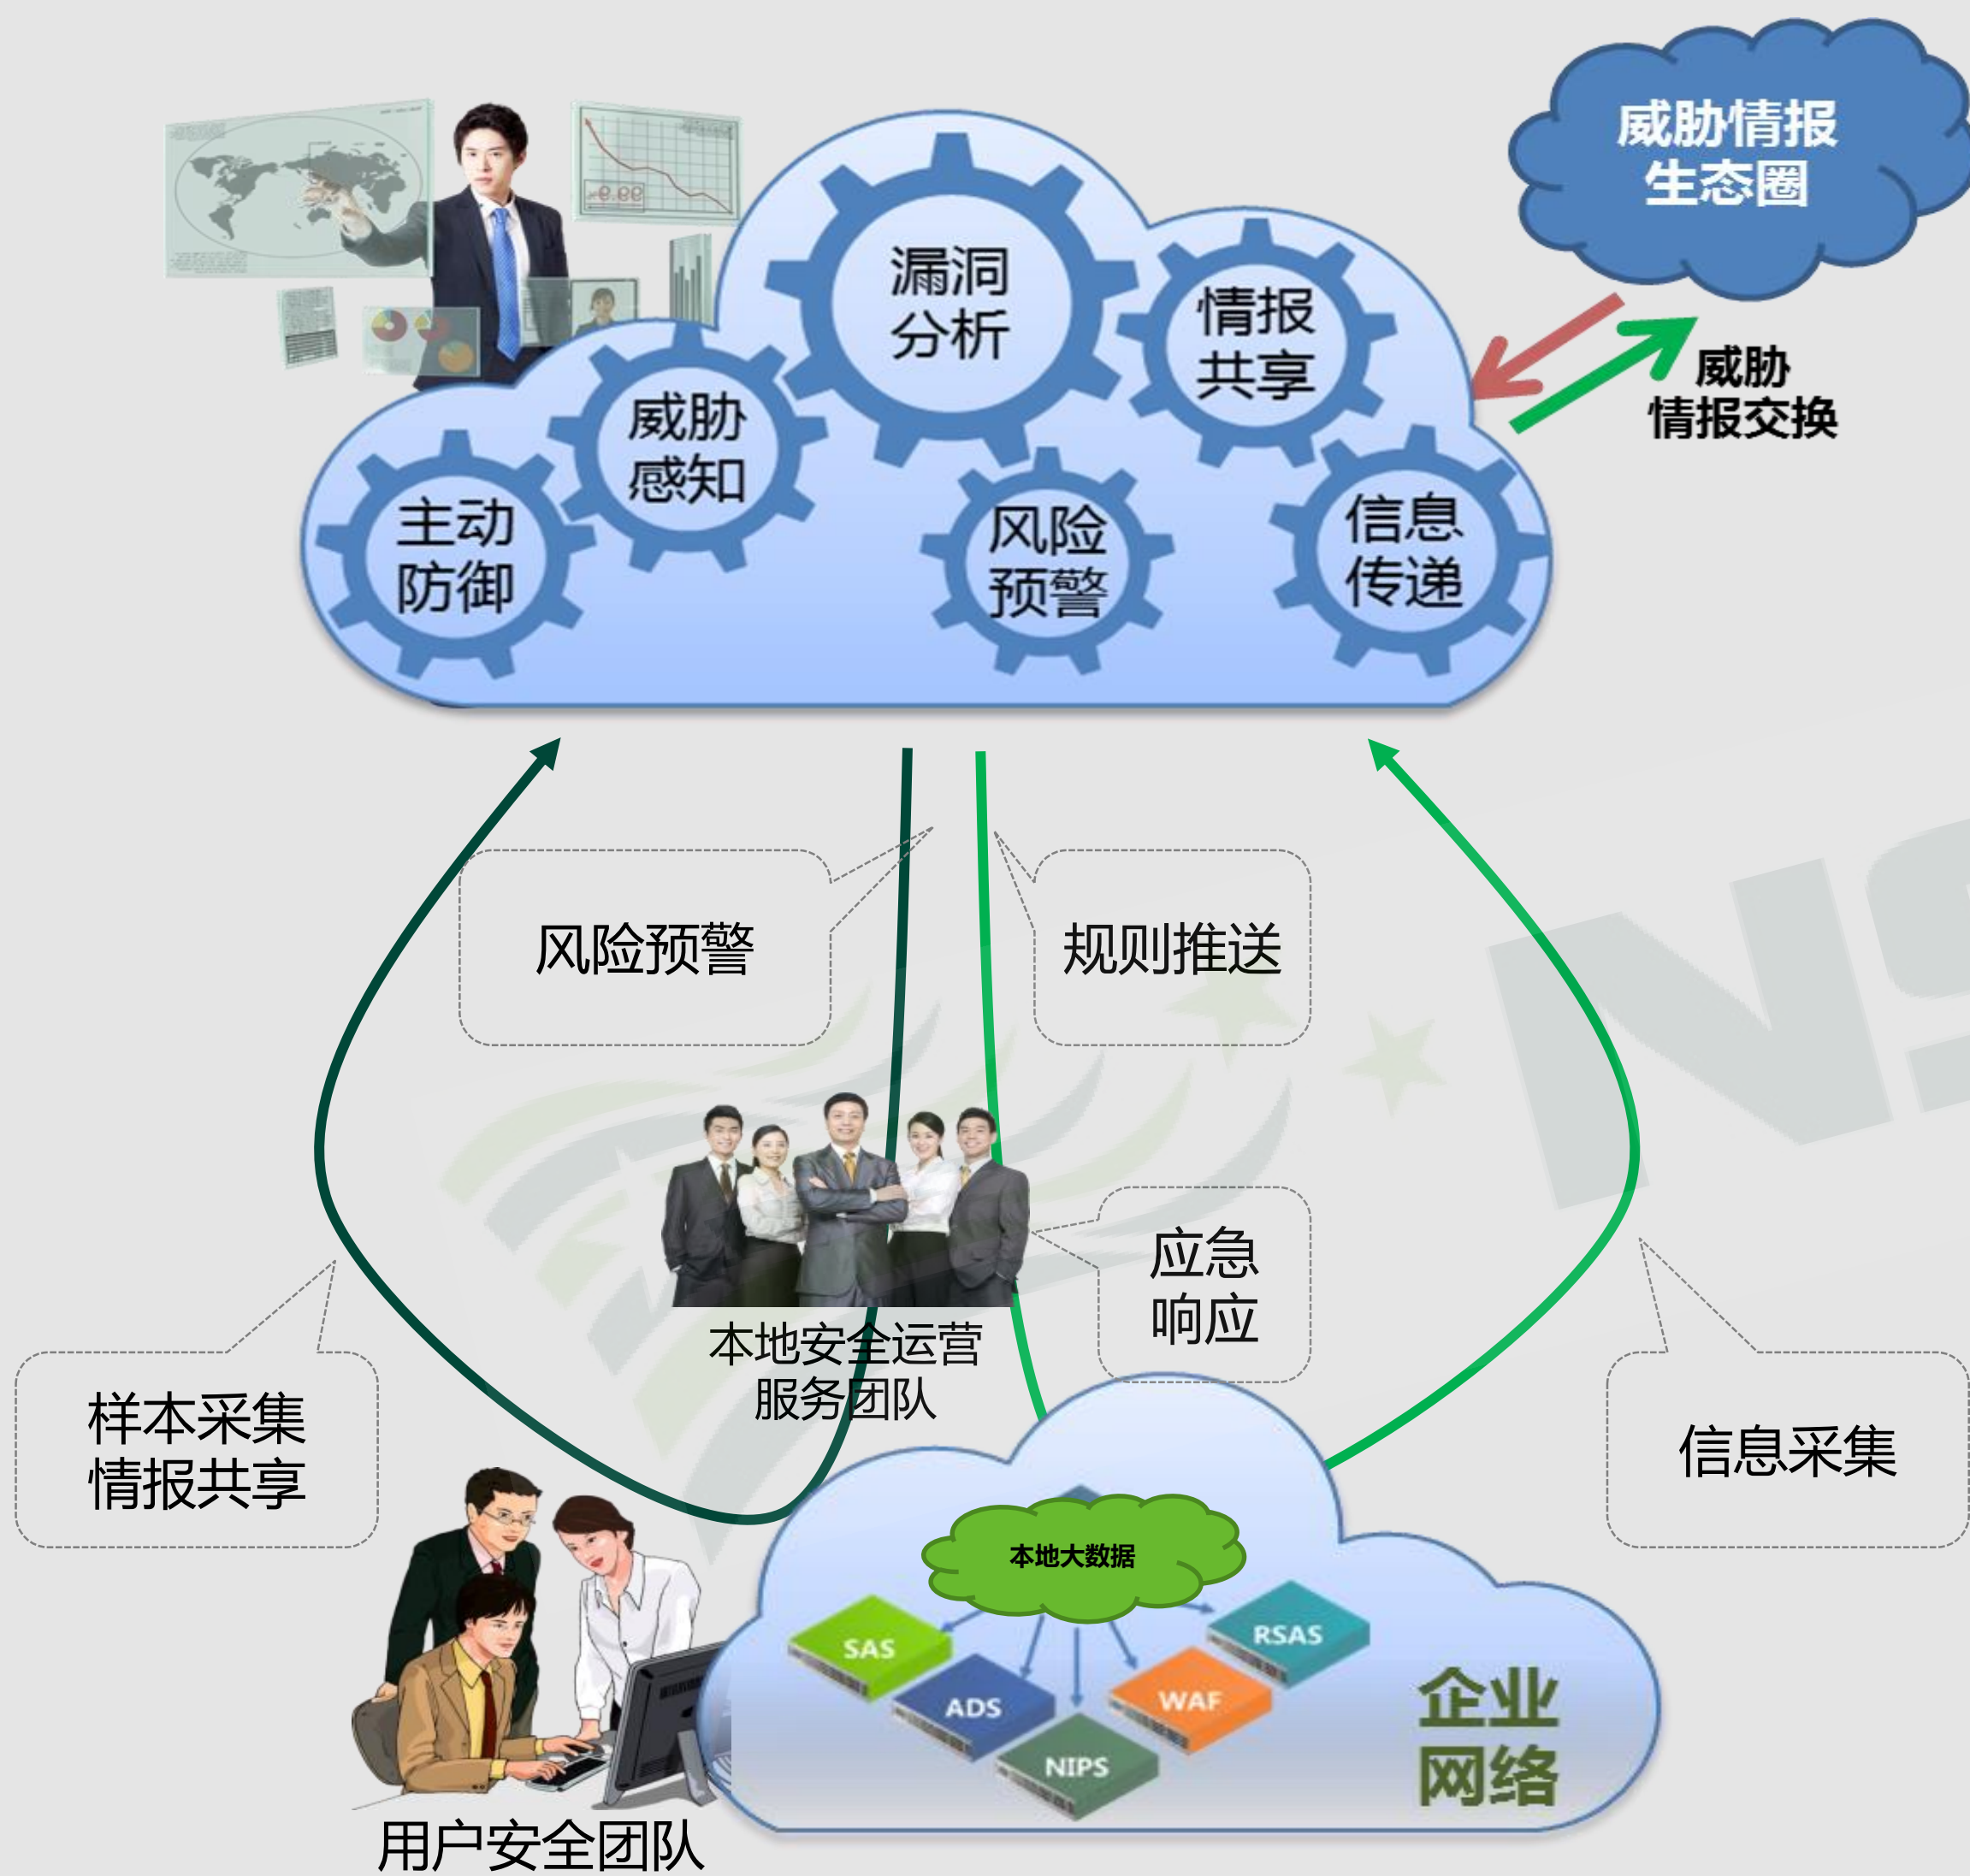 威胁情报
生态圈
漏洞
分析
情报
共享
威胁
情报交换
威胁
感知
主动
防御
风险
预警
信息
传递
风险预警
规则推送
应急
响应
本地安全运营
服务团队
样本采集
情报共享
信息采集
本地大数据
SAS
RSAS
ADS
WAF
NIPS
企业
网络
用户安全团队
NS